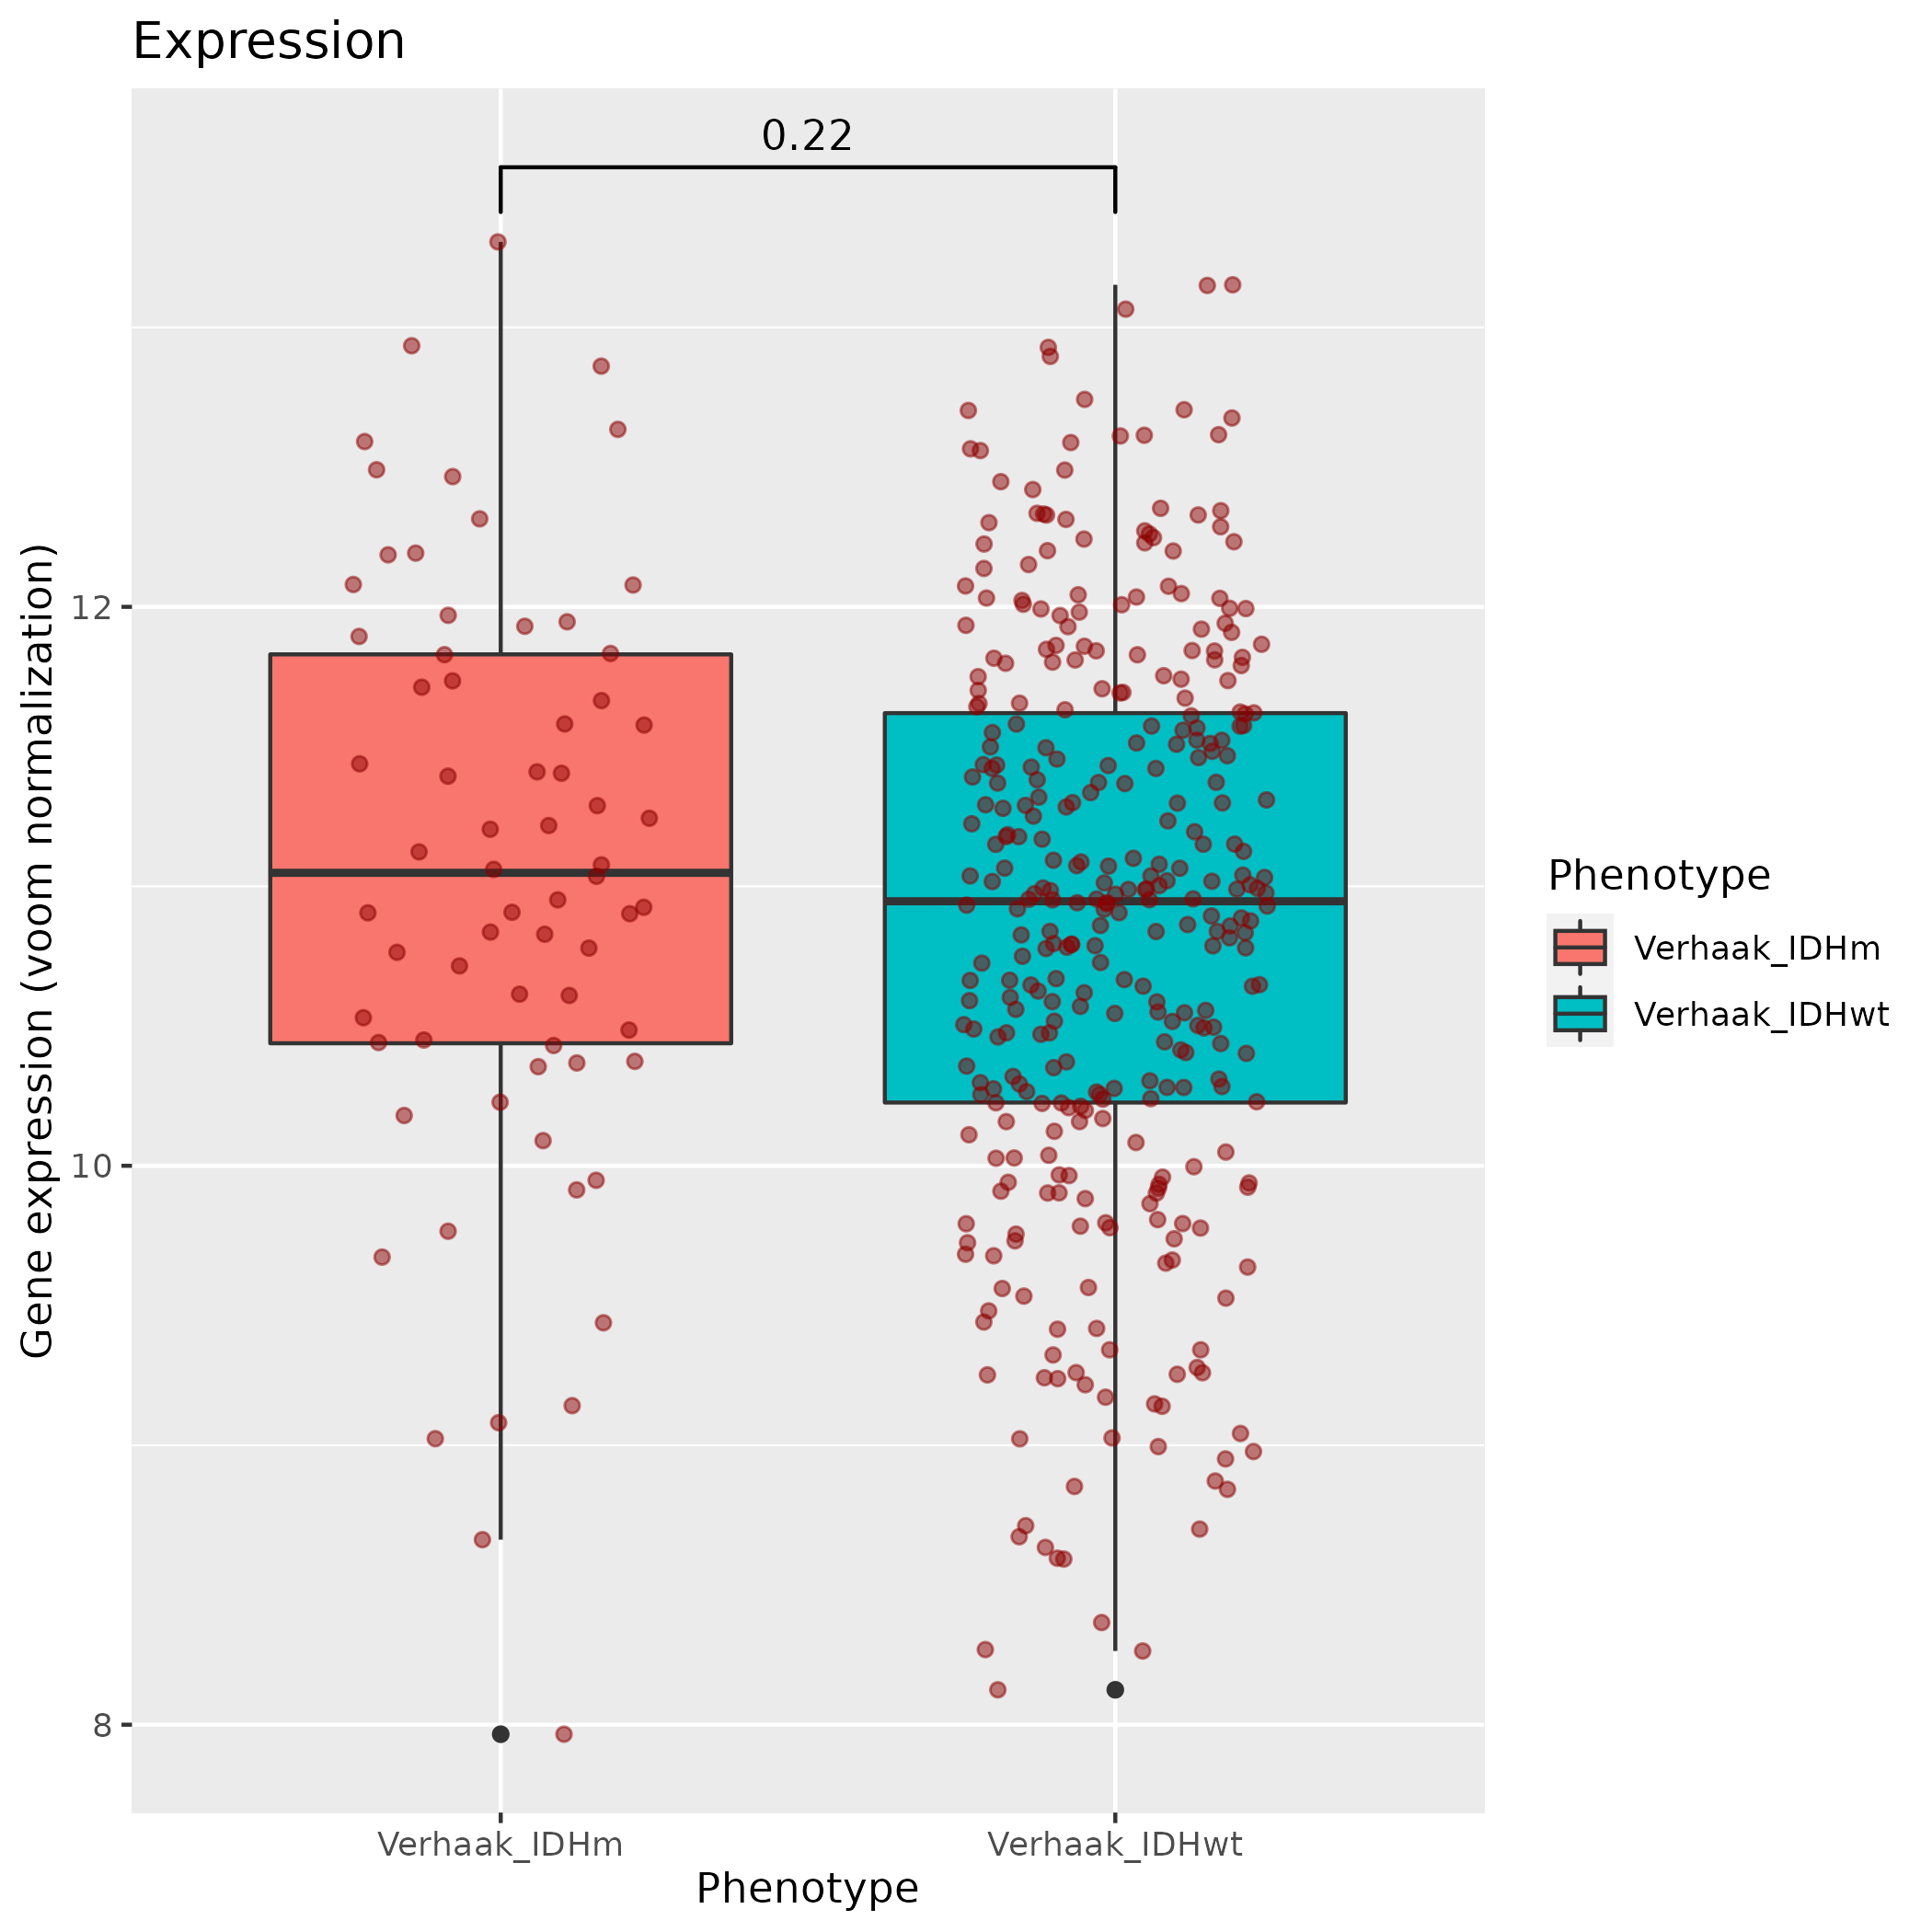 Expression
0.22
Gene expression (voom normalization)
12
10
8
Verhaak_IDHm
Verhaak_IDHwt
Phenotype
Phenotype
Verhaak_IDHm
Verhaak_IDHwt